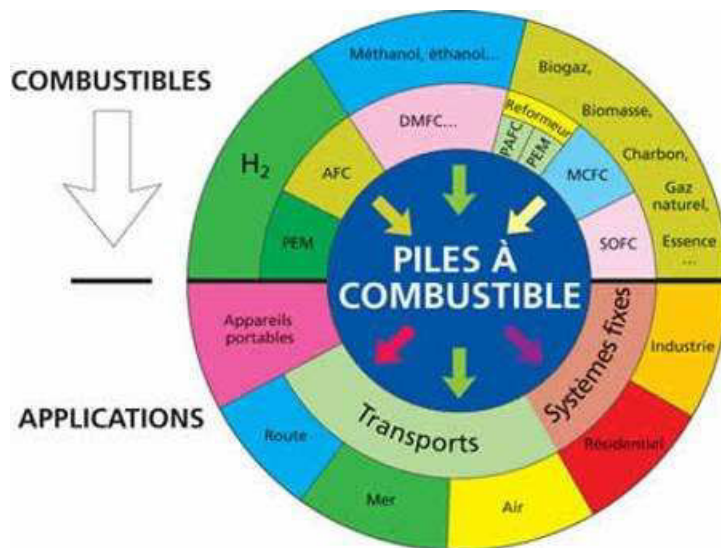 COMBUSTIBLES
Méthanol, éthanol...
Biogaz,
Biomasse,
Charbon,
Gaz
naturel,
Essence
...
H₂
DMFC...
Reformeur
PAFC
PEM
AFC
MCFC
PEM
SOFC
PILES À
COMBUSTIBLE
APPLICATIONS
Appareils
portables
Transports
Systèmes fixes
Route
Mer
Air
Résidentiel
Industrie